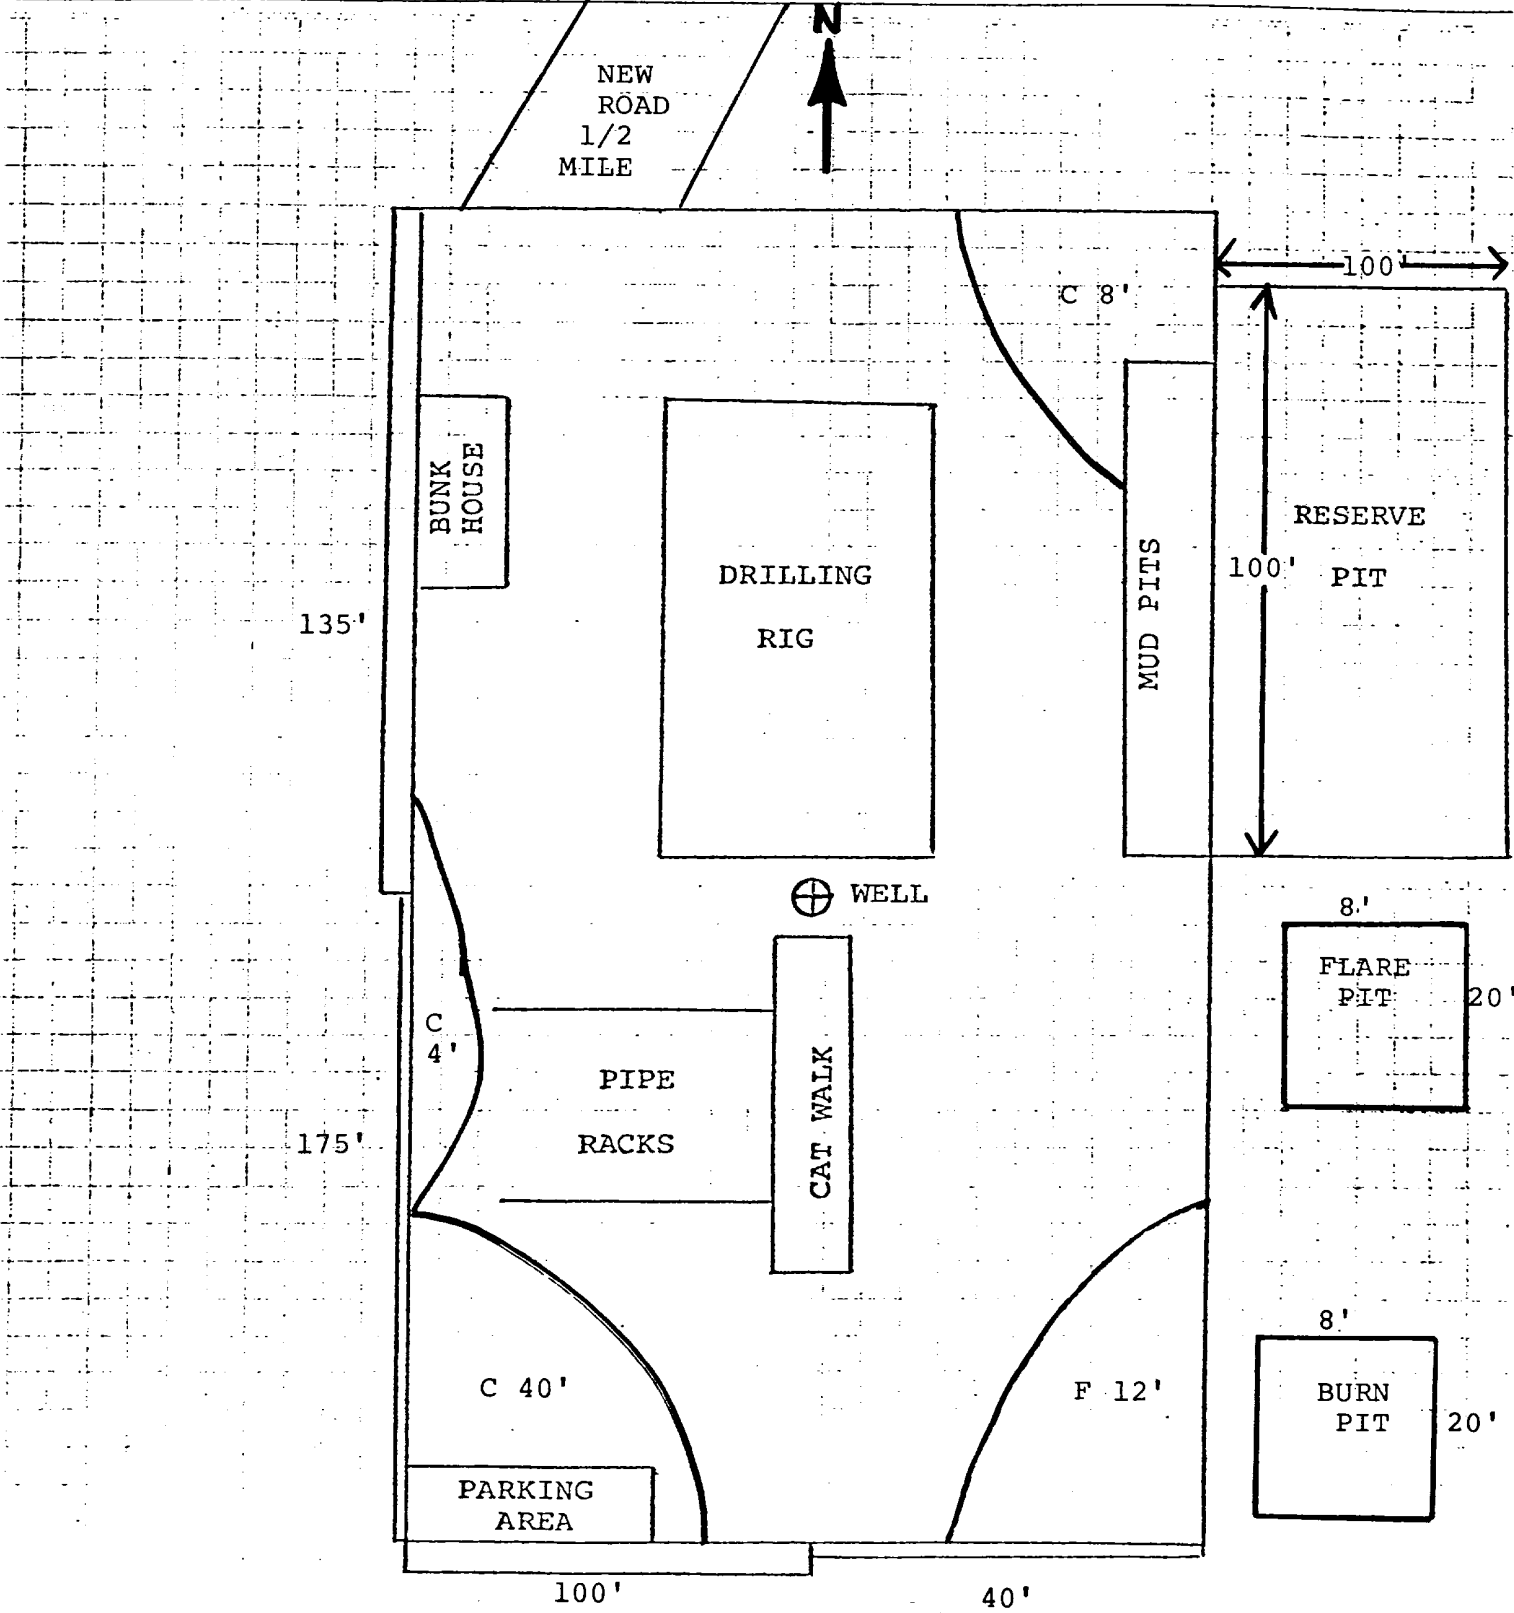 N
NEW
ROAD
1/2
MILE
100'
C 8'
BUNK
HOUSE
RESERVE
PIT
100'
DRILLING
RIG
MUD PITS
135'
WELL
8'
FLARE
PIT
20'
C
4'
PIPE
RACKS
CAT WALK
175'
8'
C 40'
F 12'
BURN
PIT
20'
PARKING
AREA
100'
40'